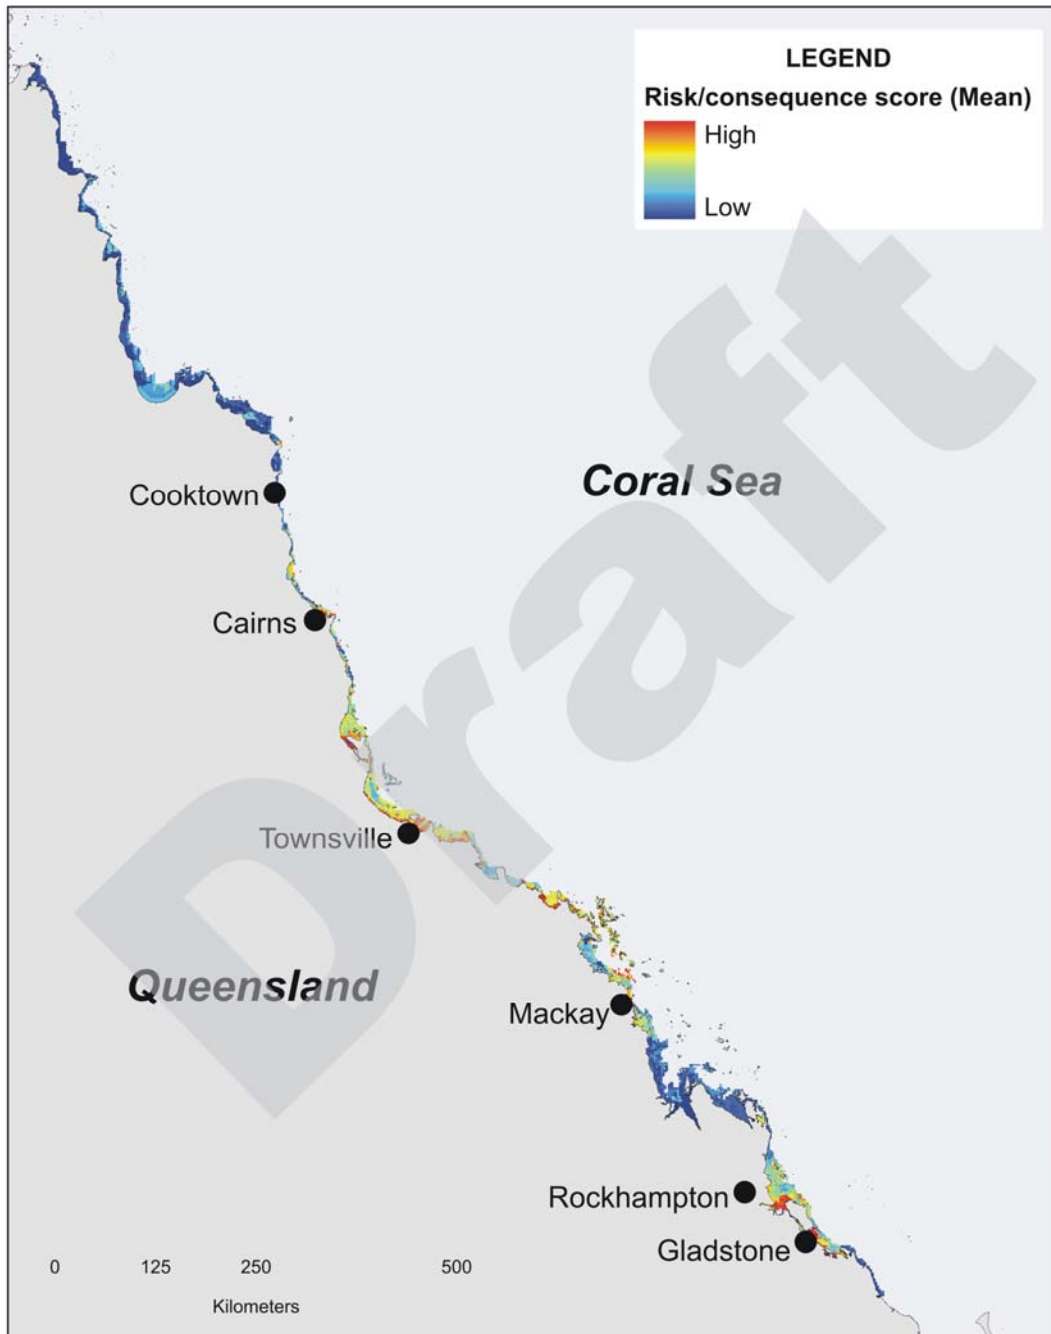 LEGEND
Risk/consequence score (Mean)
High
Low
Coral Sea
Cooktown
Cairns
Townsville
Queensland
Mackay
Rockhampton
Gladstone
0 125 250 500
Kilometers
Draft